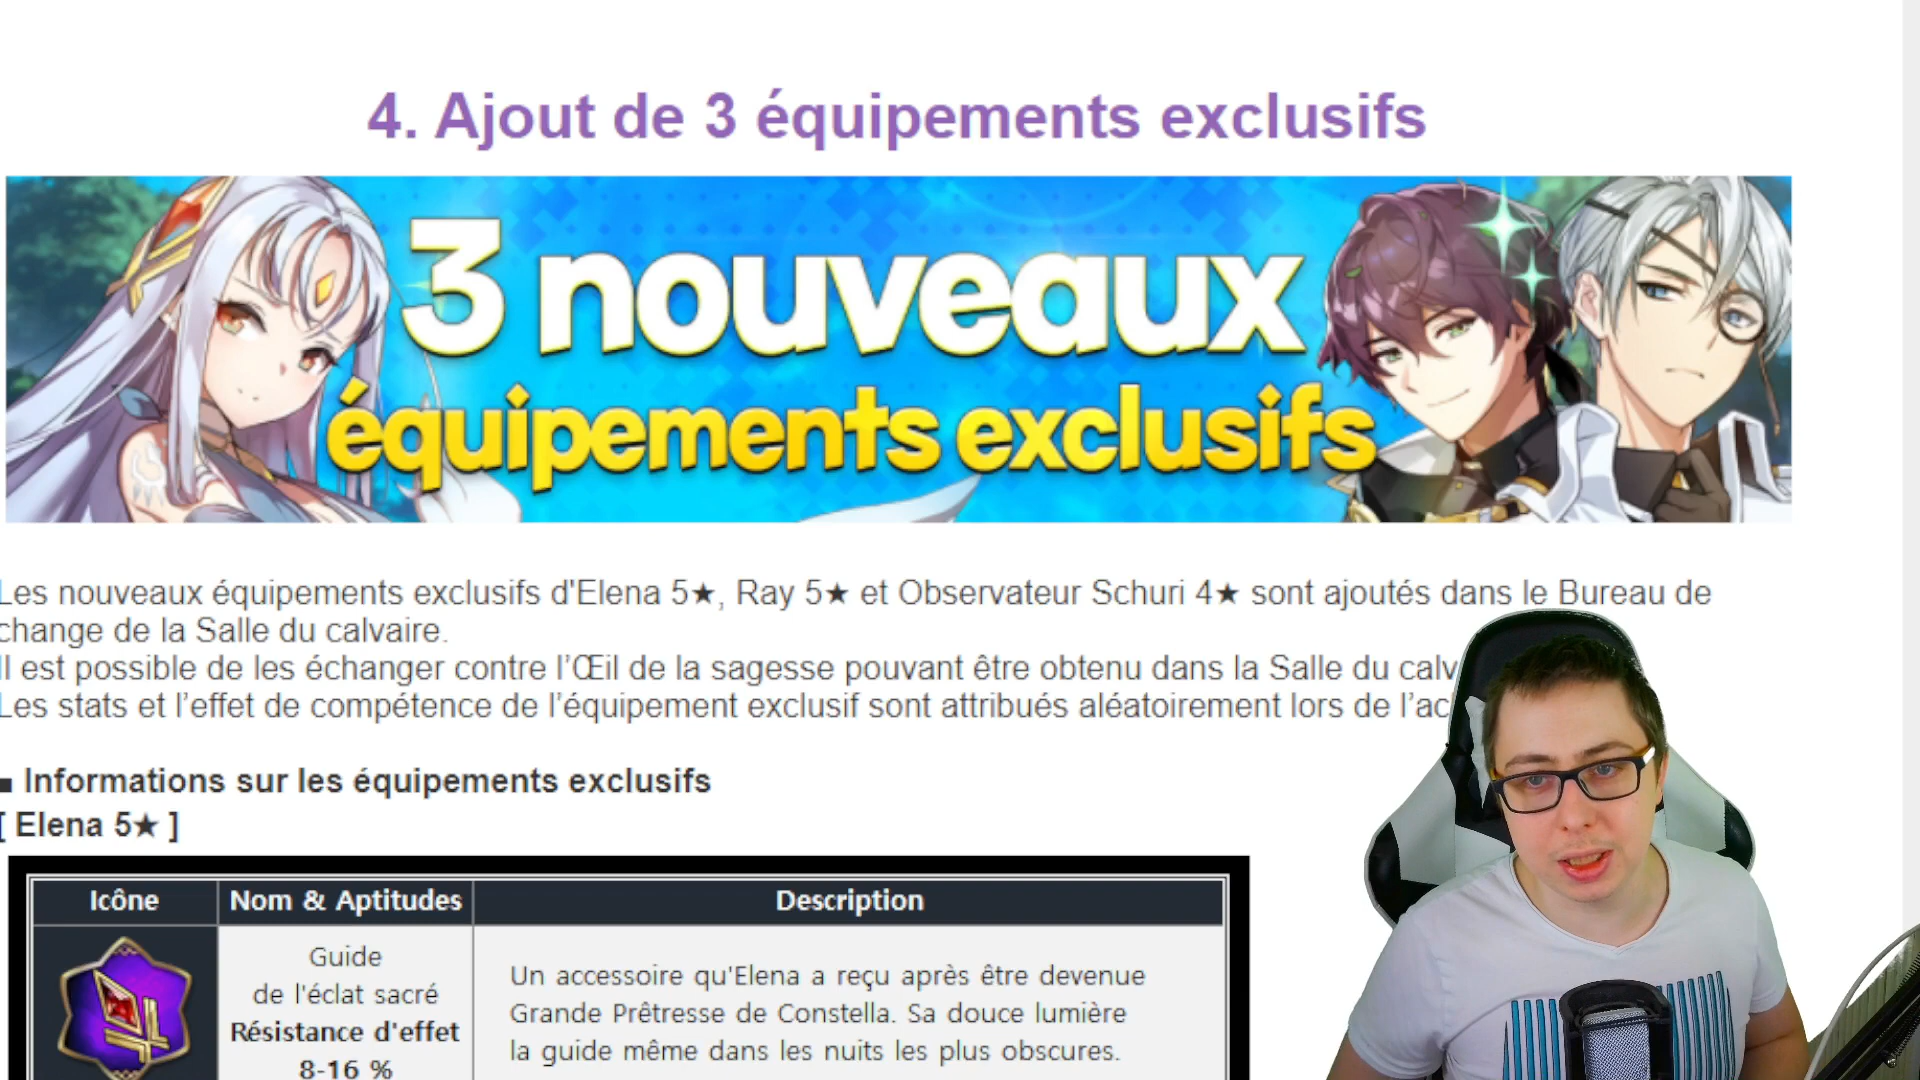 4. Ajout de 3 équipements exclusifs
3 nouveaux
équipements exclusifs
Les nouveaux équipements exclusifs d'Elena 5★, Ray 5★ et Observateur Schuri 4★ sont ajoutés dans le Bureau de
change de la Salle du calvaire.
Il est possible de les échanger contre l’Œil de la sagesse pouvant être obtenu dans la Salle du
Les stats et l’effet de compétence de l’équipement exclusif sont attribués aléatoirement lors de
■ Informations sur les équipements exclusifs
[ Elena 5★ ]
Icône Nom & Aptitudes Description
Guide
de l'éclat sacré
Résistance d'effet
8-16 %
Un accessoire qu'Elena a reçu après être devenue
Grande Prêtresse de Constella. Sa douce lumière
la guide même dans les nuits les plus obscures.